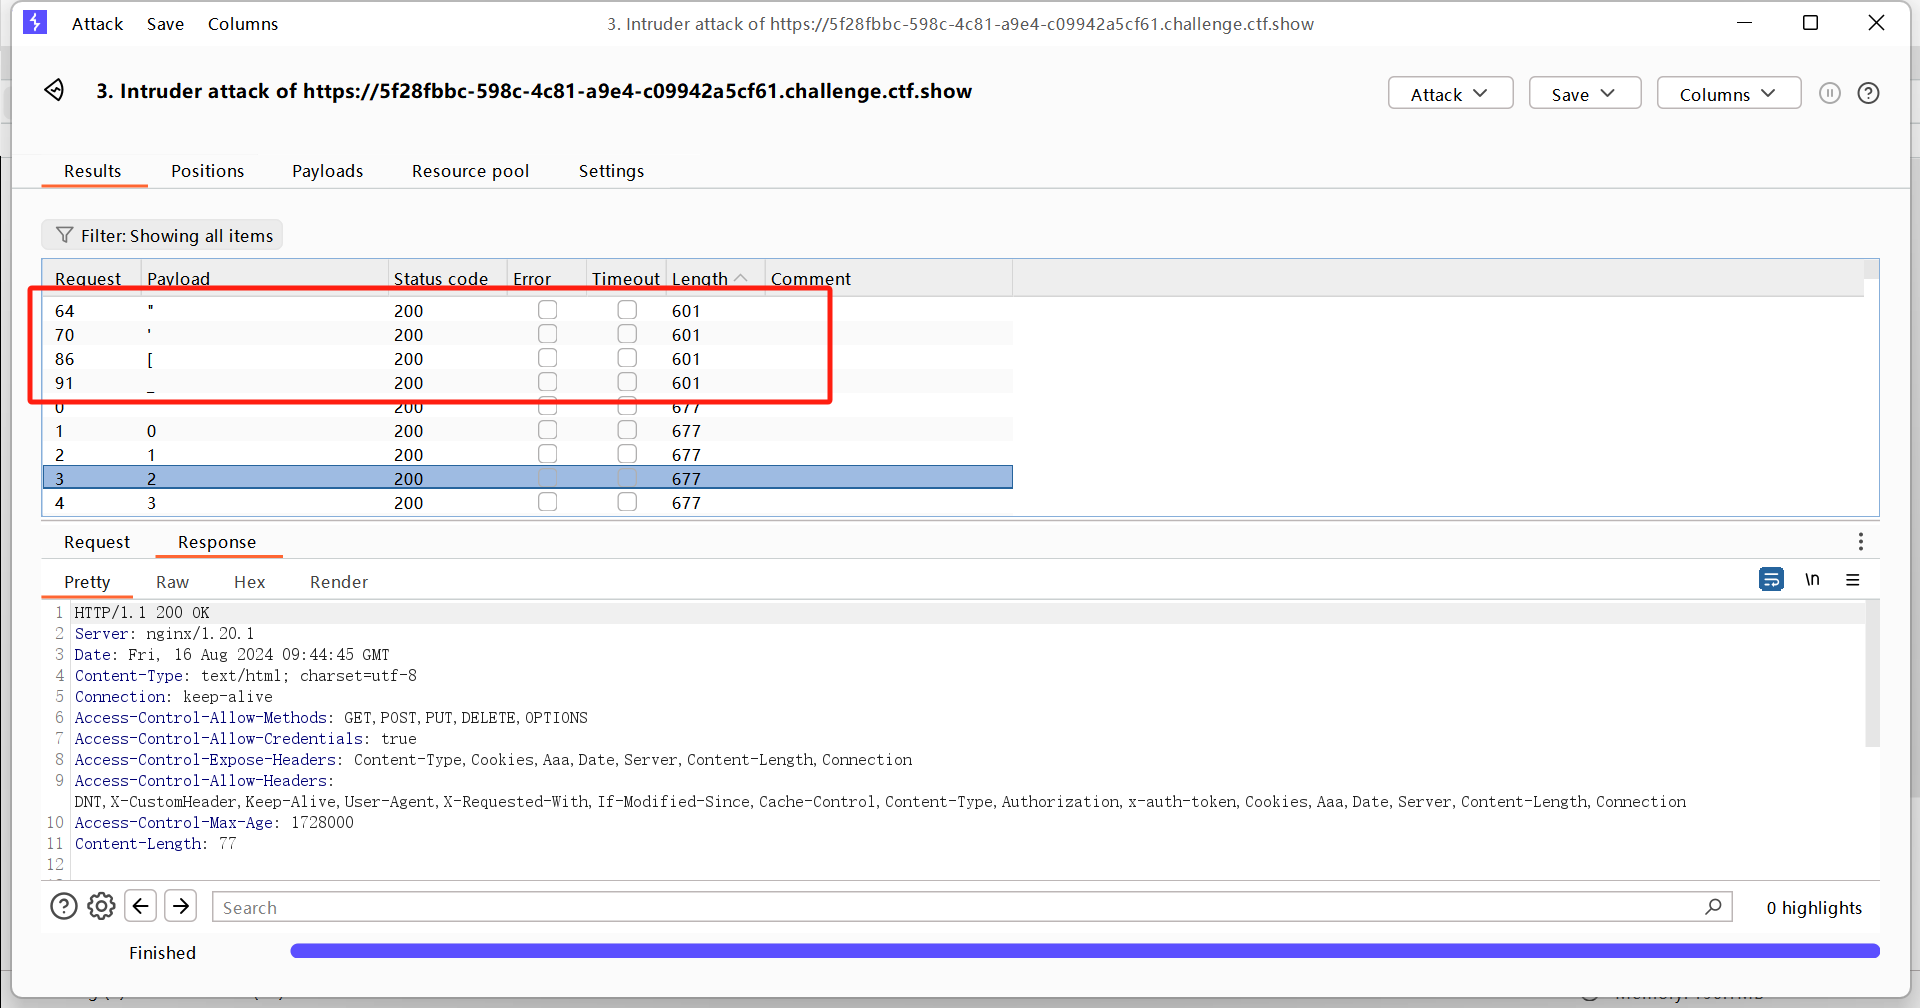 Attack Save Columns 3. Intruder attack of https://5f28fbbc-598c-4c81-a9e4-c09942a5cf61.challenge.ctf.show
3. Intruder attack of https://5f28fbbc-598c-4c81-a9e4-c09942a5cf61.challenge.ctf.show Attack Save Columns
Results Positions Payloads Resource pool Settings
Filter: Showing all items
Request Payload Status code Error Timeout Length Comment
64 " 200 601
70 ' 200 601
86 [ 200 601
91 _ 200 601
0 200 677
1 0 200 677
2 1 200 677
3 2 200 677
4 3 200 677
Request Response
Pretty Raw Hex Render \n
1 HTTP/1.1 200 OK
2 Server: nginx/1.20.1
3 Date: Fri, 16 Aug 2024 09:44:45 GMT
4 Content-Type: text/html; charset=utf-8
5 Connection: keep-alive
6 Access-Control-Allow-Methods: GET,POST,PUT,DELETE,OPTIONS
7 Access-Control-Allow-Credentials: true
8 Access-Control-Expose-Headers: Content-Type,Cookies,Aaa,Date,Server,Content-Length,Connection
9 Access-Control-Allow-Headers:
DNT,X-CustomHeader,Keep-Alive,User-Agent,X-Requested-With,If-Modified-Since,Cache-Control,Content-Type,Authorization,x-auth-token,Cookies,Aaa,Date,Server,Content-Length,Connection
10 Access-Control-Max-Age: 1728000
11 Content-Length: 77
12
Search 0 highlights
Finished